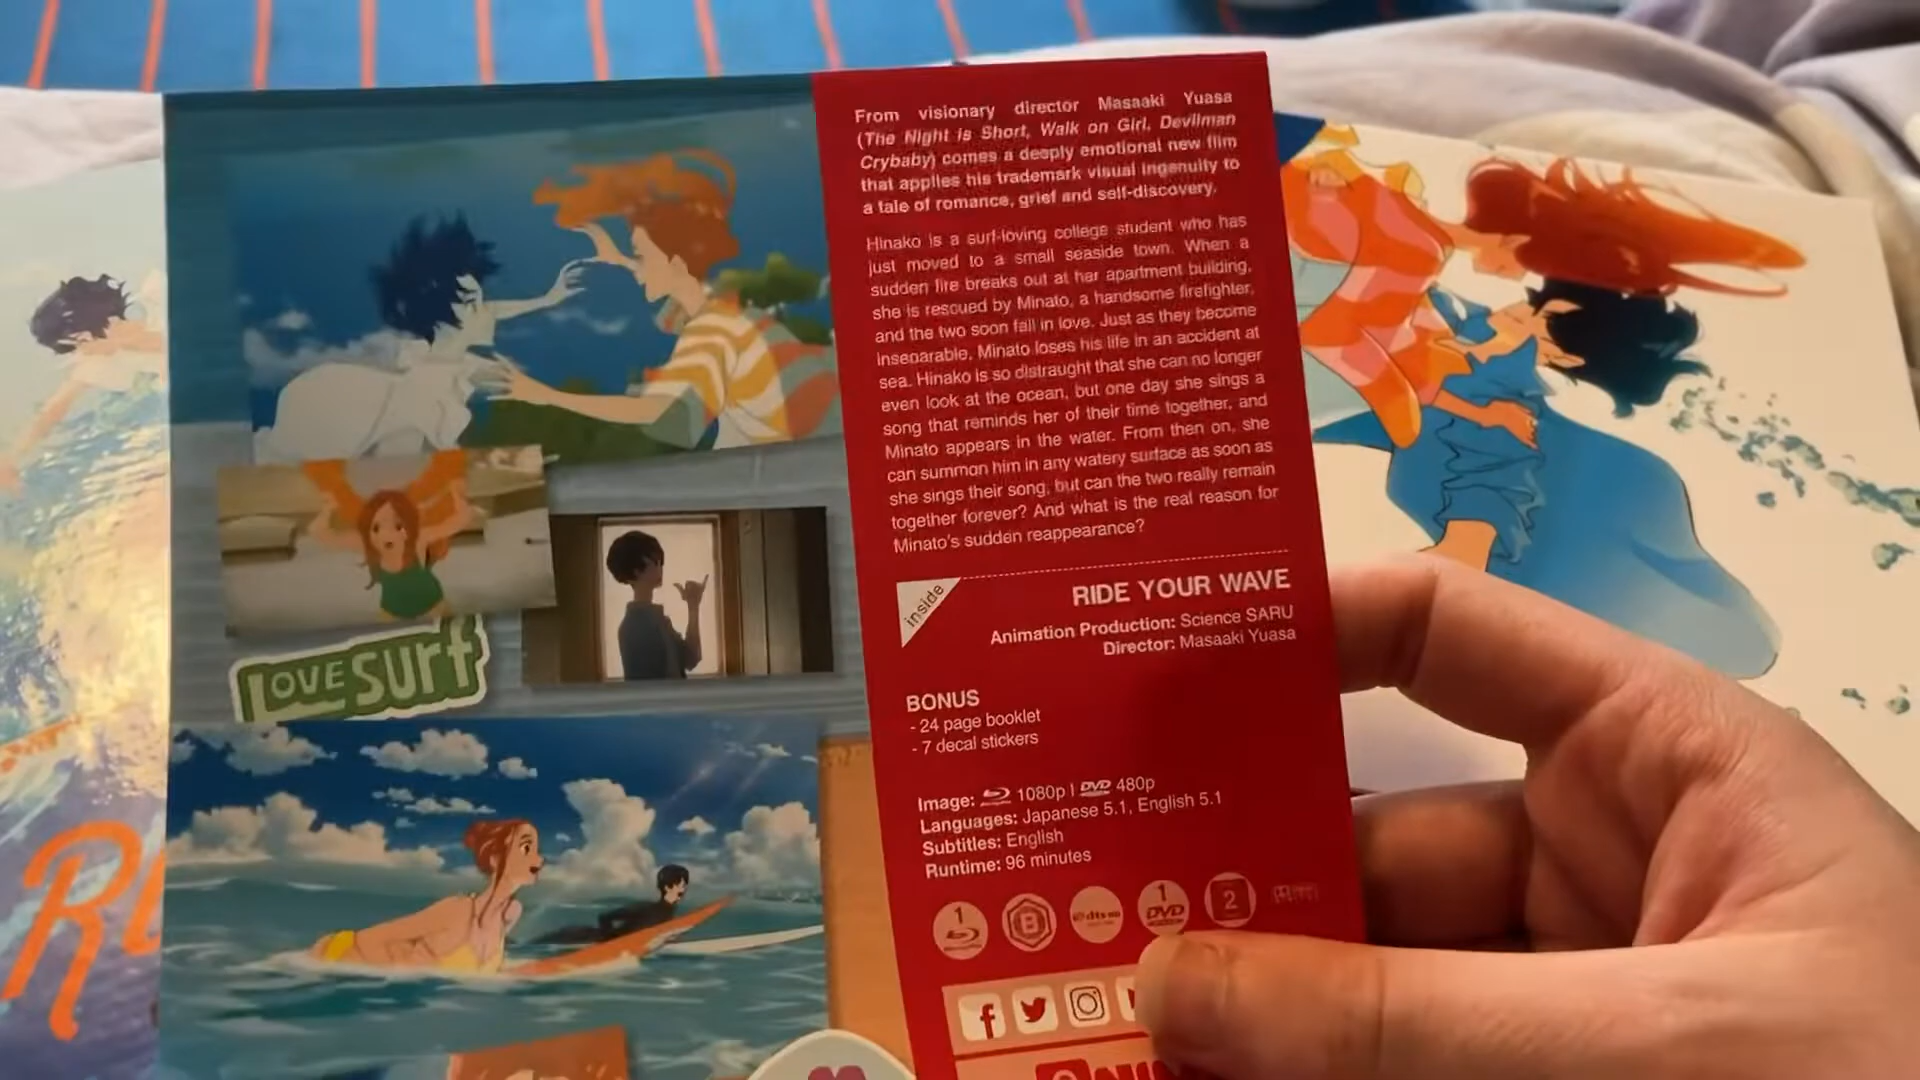 From visionary director Masaaki Yuasa
(The Night is Short, Walk on Girl, Devilman
Crybaby) comes a deeply emotional new film
that applies his trademark visual ingenuity to
a tale of romance, grief and self-discovery.
Hinako is a surf-loving college student who has
just moved to a small seaside town. When a
sudden fire breaks out at her apartment building,
she is rescued by Minato, a handsome firefighter,
and the two soon fall in love. Just as they become
inseparable, Minato loses his life in an accident at
sea. Hinako is so distraught that she can no longer
even look at the ocean, but one day she sings a
song that reminds her of their time together, and
Minato appears in the water. From then on, she
can summon him in any watery surface as soon as
she sings their song, but can the two really remain
together forever? And what is the real reason for
Minato's sudden reappearance?
inside
RIDE YOUR WAVE
Animation Production: Science SARU
Director: Masaaki Yuasa
BONUS
- 24 page booklet
- 7 decal stickers
Image: 1080p | DVD 480p
Languages: Japanese 5.1, English 5.1
Subtitles: English
Runtime: 96 minutes
1
B
dts
1 DVD
2
LOVE SURF